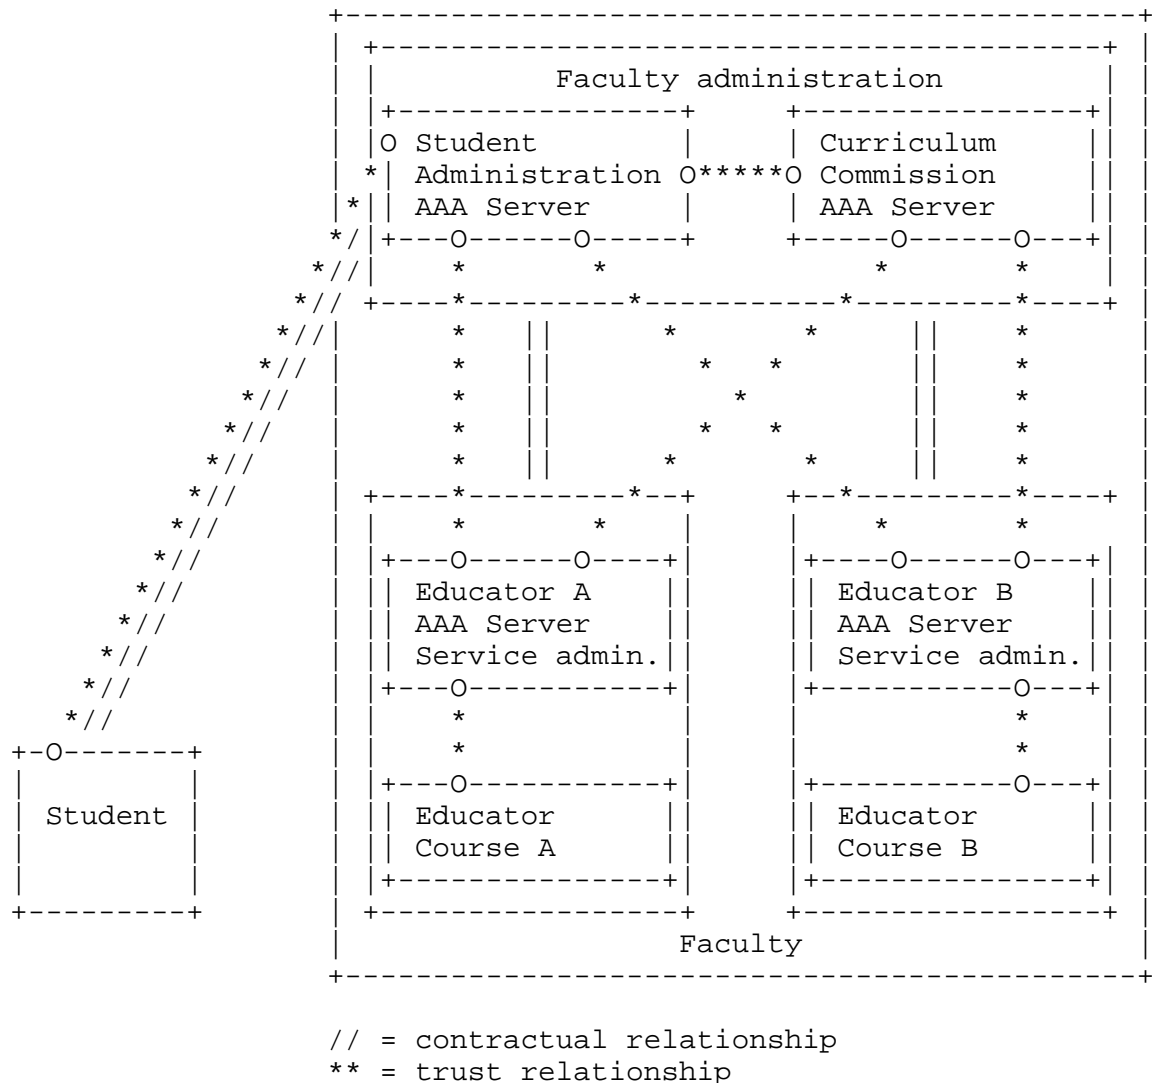 Faculty administration
O Student Curriculum
Administration O*****O Commission
AAA Server AAA Server
Educator A Educator B
AAA Server AAA Server
Service admin. Service admin.
Student Educator Educator
Course A Course B
Faculty
// = contractual relationship
** = trust relationship